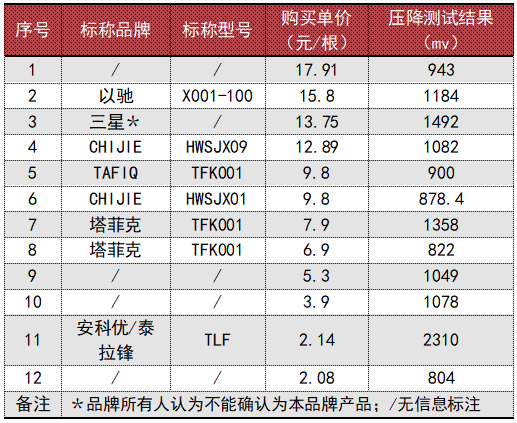 序号 标称品牌 标称型号 购买单价（元/根） 压降测试结果（mv）
1 / / 17.91 943
2 以驰 X001-100 15.8 1184
3 三星＊ / 13.75 1492
4 CHIJIE HWSJX09 12.89 1082
5 TAFIQ TFK001 9.8 900
6 CHIJIE HWSJX01 9.8 878.4
7 塔菲克 TFK001 7.9 1358
8 塔菲克 TFK001 6.9 822
9 / / 5.3 1049
10 / / 3.9 1078
11 安科优/泰拉锋 TLF 2.14 2310
12 / / 2.08 804
备注 ＊品牌所有人认为不能确认为本品牌产品；/无信息标注